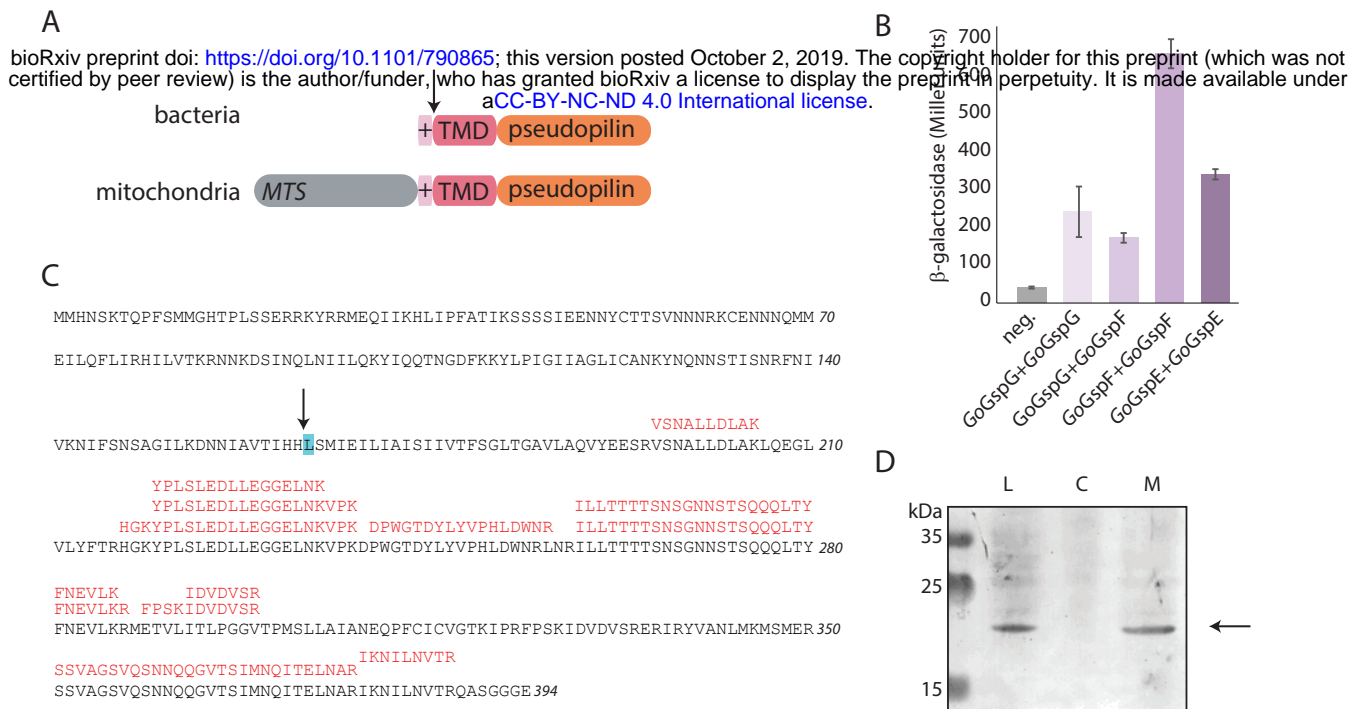 A
B
bioRxiv preprint doi: https://doi.org/10.1101/790865; this version posted October 2, 2019. The copyright holder for this preprint (which was not
certified by peer review) is the author/funder, who has granted bioRxiv a license to display the preprint in perpetuity. It is made available under
aCC-BY-NC-ND 4.0 International license.
bacteria
+ TMD pseudopilin
mitochondria MTS + TMD pseudopilin
β-galactosidase (Miller units)
700
600
500
400
300
200
100
0
neg.
GoGspG+GoGspG
GoGspG+GoGspF
GoGspF+GoGspF
GoGspE+GoGspE
C
MMHNSKTQPFSMMGHTPLSSERRKYRRMEQIIKHLIPFATIKSSSSIEENNYCTTSVNNNRKCENNNQMM 70
EILQFLIRHILVTKRNNKDSINQLNIILQKYIQQTNGDFKKYLPIGIIAGLICANKYNQNNSTISNRFNI 140
VSNALLDLAK
VKNIFSNSAGILKDNNIAVTIHHLSMIEILIAISIIVTFSGLTGAVLAQVYEESRVSNALLDLAKLQEGL 210
YPLSLEDLLEGGELNK
YPLSLEDLLEGGELNKVPK ILLTTTTSNSGNNSTSQQQLTY
HGKYPLSLEDLLEGGELNKVPK DPWGTDYLYVPHLDWNR ILLTTTTSNSGNNSTSQQQLTY
VLYFTRHGKYPLSLEDLLEGGELNKVPKDPWGTDYLYVPHLDWNRLNRILLTTTTSNSGNNSTSQQQLTY 280
FNEVLK IDVDVSR
FNEVLKR FPSKIDVDVSR
FNEVLKRMETVLITLPGGVTPMSLLAIANEQPFCICVGTKIPRFPSKIDVDVSRERIRYVANLMKMSMER 350
IKNILNVTR
SSVAGSVQSNNQQGVTSIMNQITELNAR
SSVAGSVQSNNQQGVTSIMNQITELNARIKNILNVTRQASGGGE 394
D
L C M
kDa
35
25
15